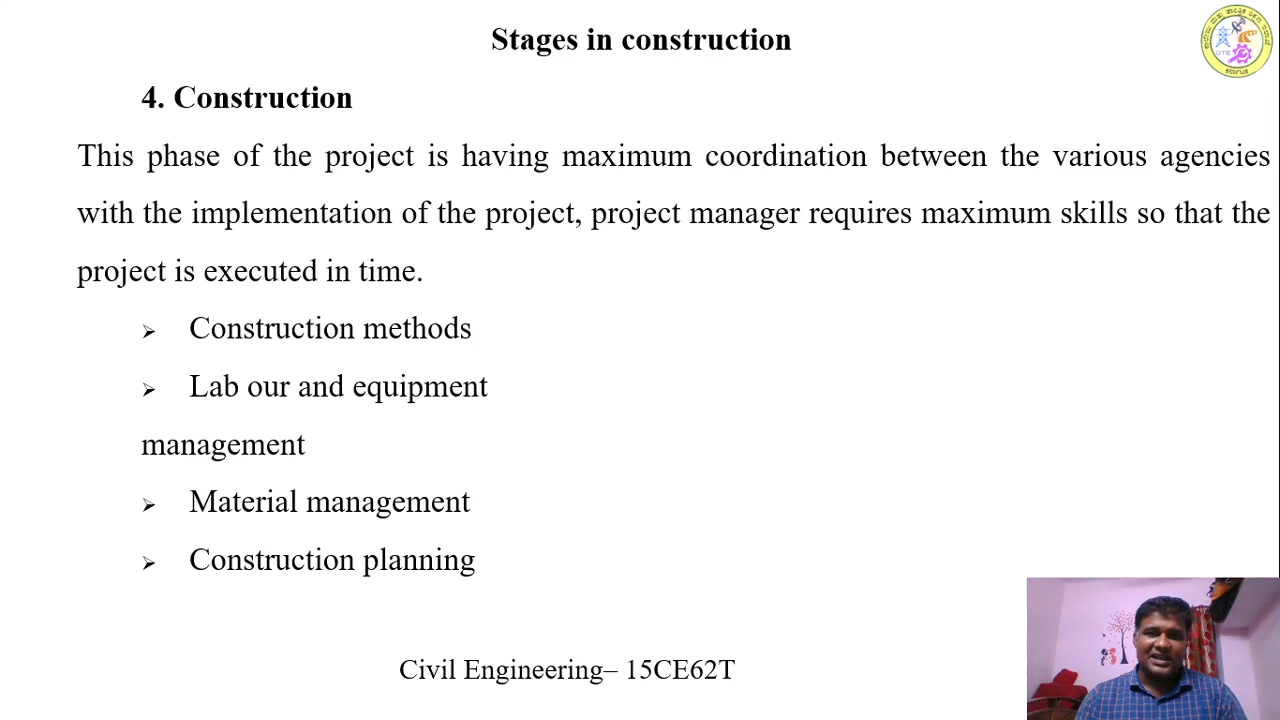 Stages in construction
4. Construction
This phase of the project is having maximum coordination between the various agencies
with the implementation of the project, project manager requires maximum skills so that the
project is executed in time.
➢ Construction methods
➢ Lab our and equipment
management
➢ Material management
➢ Construction planning
Civil Engineering– 15CE62T
DTE